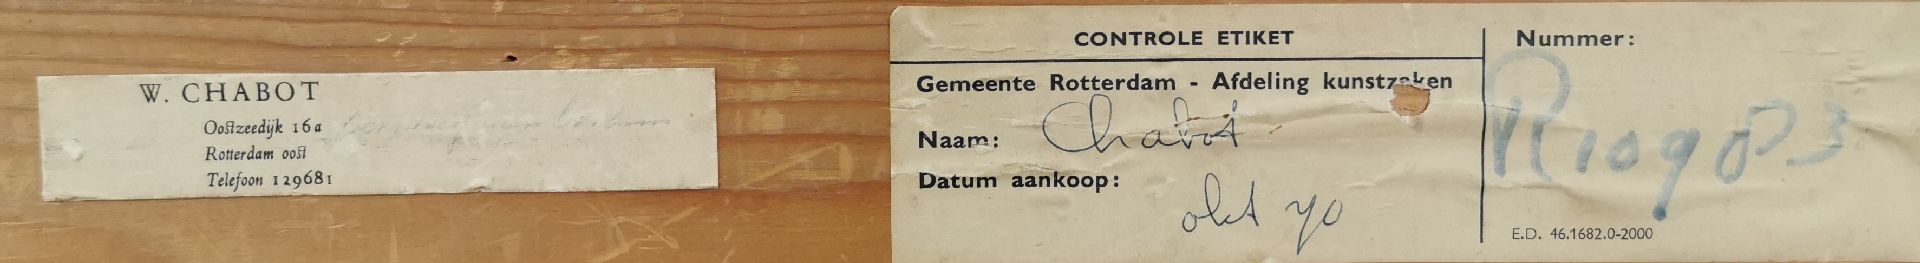 W. CHABOT
Oostzeedijk 16a
Rotterdam oost
Telefoon 129681
CONTROLE ETIKET
Gemeente Rotterdam - Afdeling kunstzaken
Naam: Chabot
Datum aankoop:
okt 70
Nummer:
E.D. 46.1682.0-2000